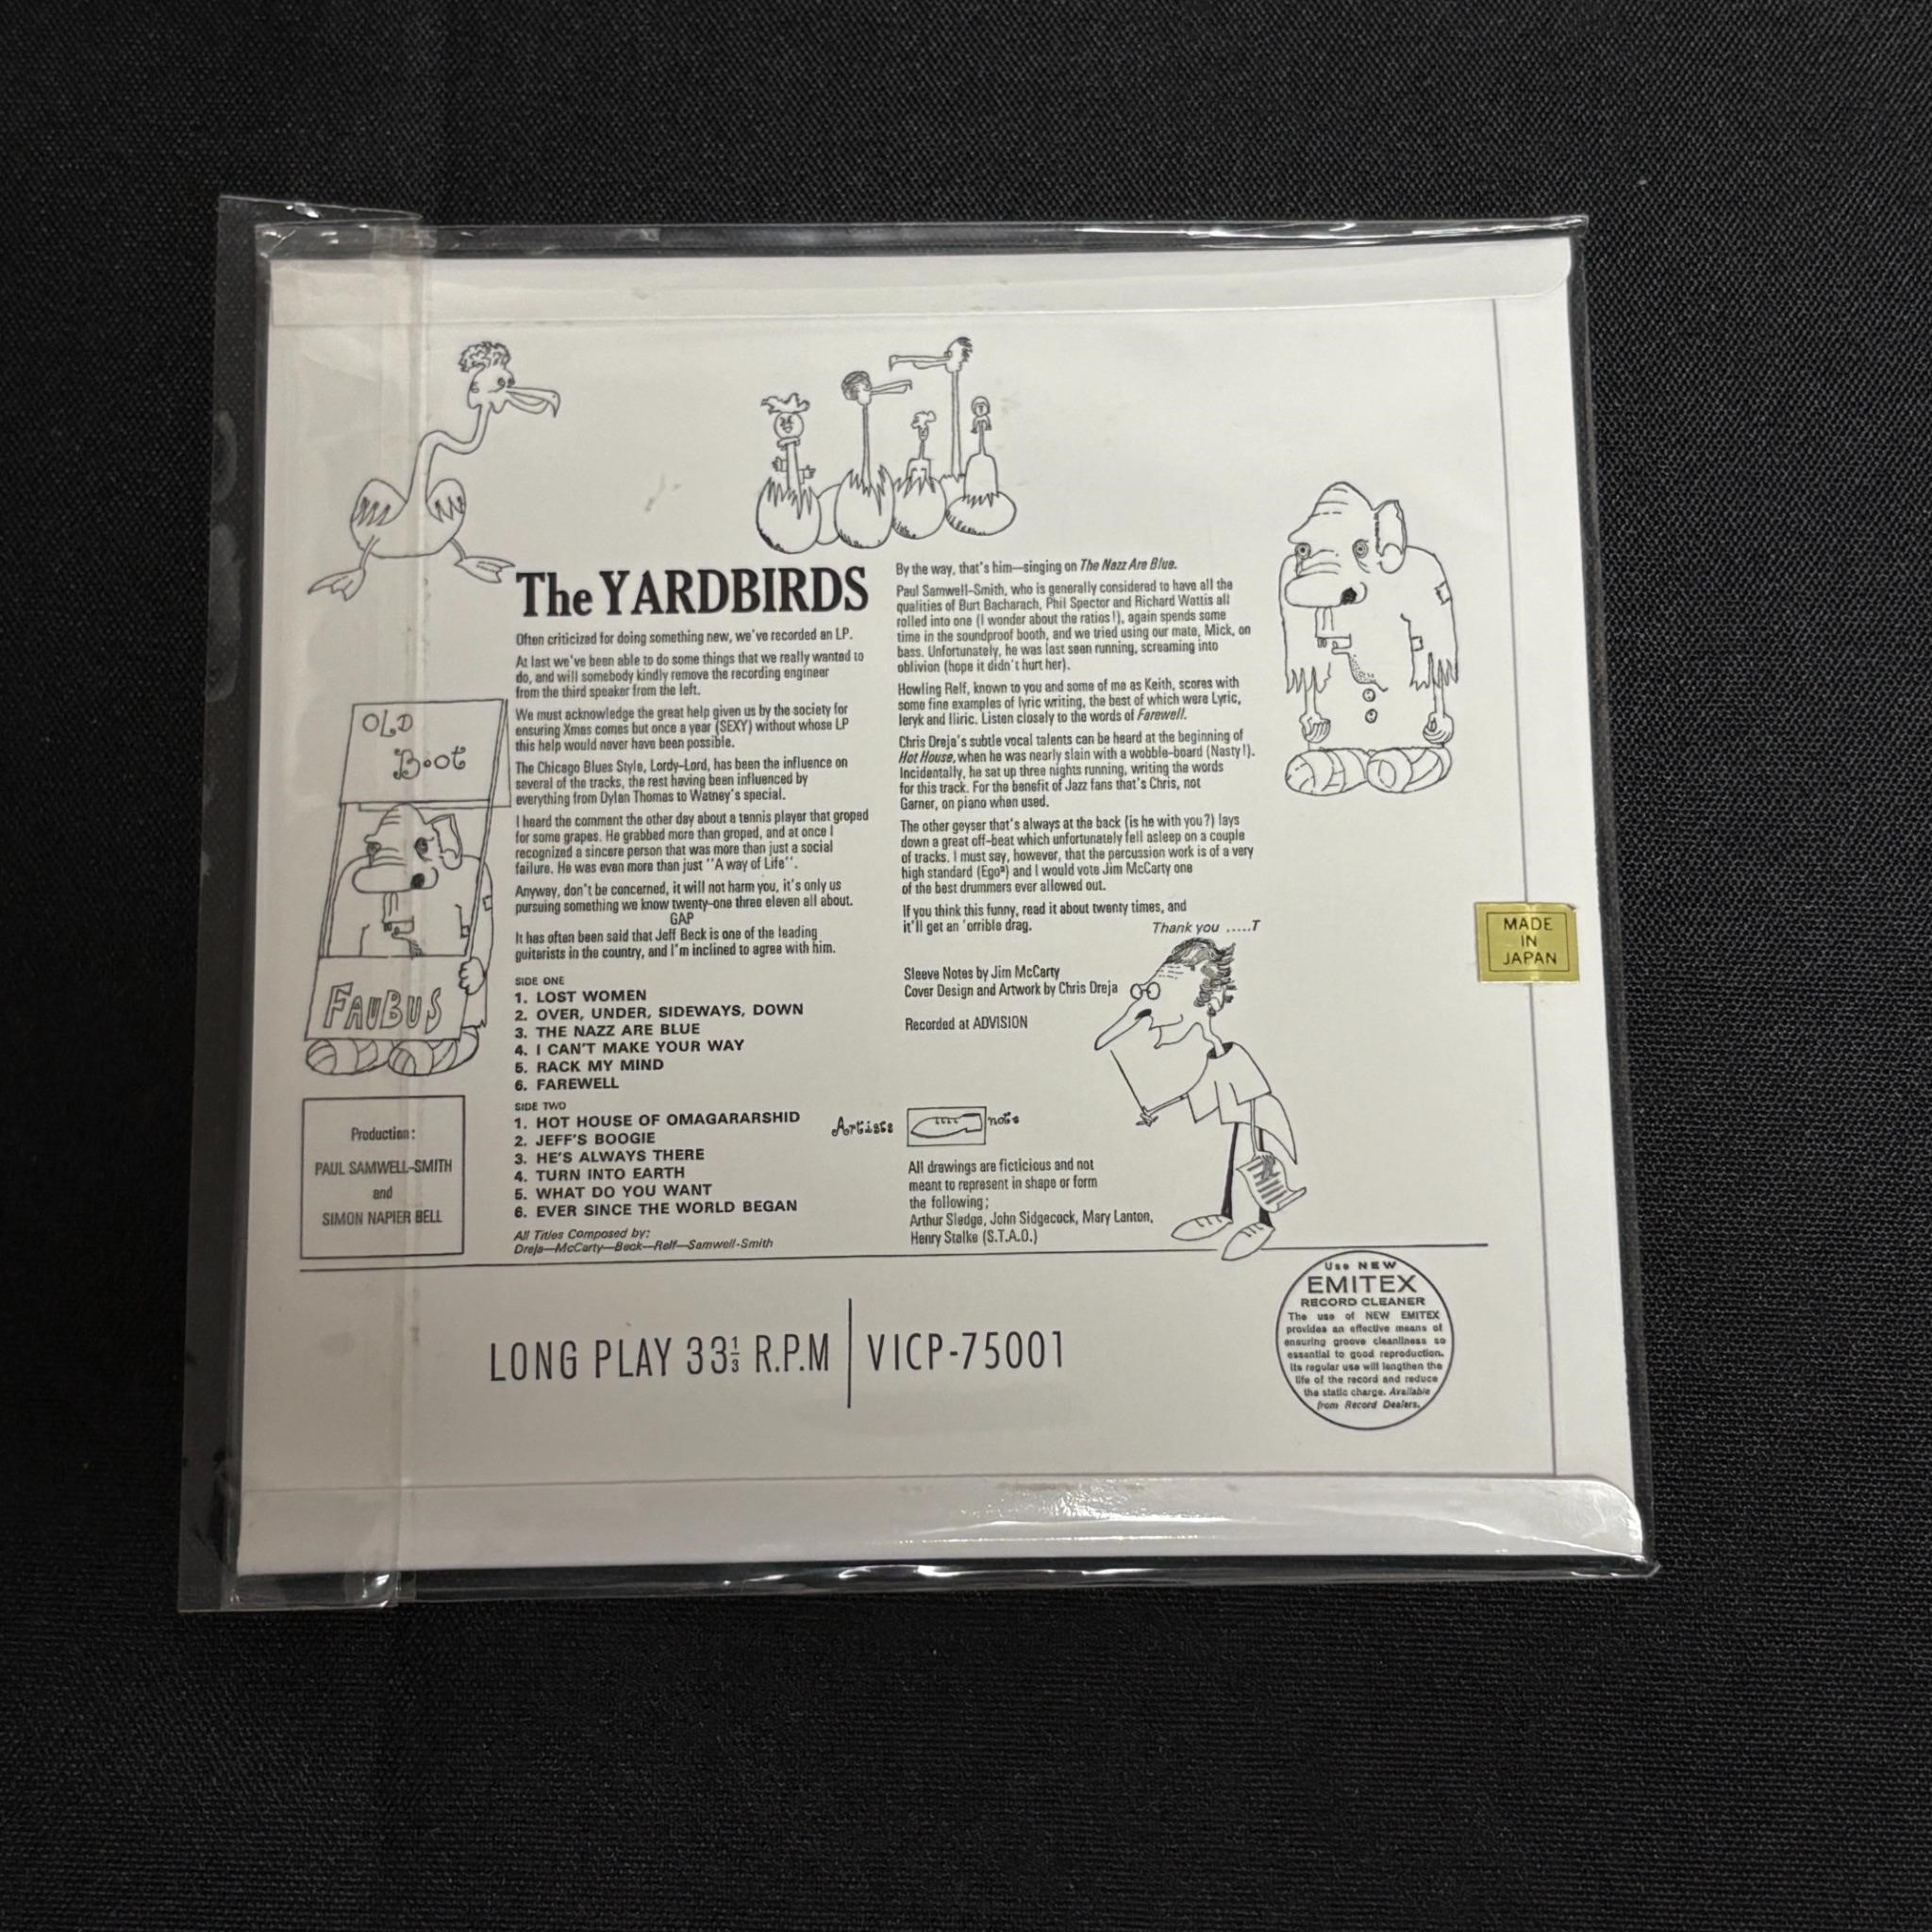 The YARDBIRDS
Often criticized for doing something new, we've recorded an LP.
At last we've been able to do some things that we really wanted to
do, and will somebody kindly remove the recording engineer
from the third speaker from the left.
We must acknowledge the great help given us by the society for
ensuring Xmas comes but once a year (SEXY) without whose LP
this help would never have been possible.
The Chicago Blues Style, Lordy-Lord, has been the influence on
several of the tracks, the rest having been influenced by
everything from Dylan Thomas to Watney's special.
I heard the comment the other day about a tennis player that groped
for some grapes. He grabbed more than groped, and at once I
recognized a sincere person that was more than just a social
failure. He was even more than just "A way of Life".
Anyway, don't be concerned, it will not harm you, it's only us
pursuing something we know twenty-one three eleven all about.
GAP
It has often been said that Jeff Beck is one of the leading
guitarists in the country, and I'm inclined to agree with him.
SIDE ONE
1. LOST WOMEN
2. OVER, UNDER, SIDEWAYS, DOWN
3. THE NAZZ ARE BLUE
4. I CAN'T MAKE YOUR WAY
5. RACK MY MIND
6. FAREWELL
SIDE TWO
1. HOT HOUSE OF OMAGARARSHID
2. JEFF'S BOOGIE
3. HE'S ALWAYS THERE
4. TURN INTO EARTH
5. WHAT DO YOU WANT
6. EVER SINCE THE WORLD BEGAN
All Titles Composed by:
Dreja—McCarty—Beck—Relf—Samwell-Smith
By the way, that's him—singing on The Nazz Are Blue.
Paul Samwell-Smith, who is generally considered to have all the
qualities of Burt Bacharach, Phil Spector and Richard Wattis all
rolled into one (I wonder about the ratios!), again spends some
time in the soundproof booth, and we tried using our mate, Mick, on
bass. Unfortunately, he was last seen running, screaming into
oblivion (hope it didn't hurt her).
Howling Relf, known to you and some of me as Keith, scores with
some fine examples of lyric writing, the best of which were Lyric,
leryk and Iliric. Listen closely to the words of Farewell.
Chris Dreja's subtle vocal talents can be heard at the beginning of
Hot House, when he was nearly slain with a wobble-board (Nasty!).
Incidentally, he sat up three nights running, writing the words
for this track. For the benefit of Jazz fans that's Chris, not
Garner, on piano when used.
The other geyser that's always at the back (is he with you?) lays
down a great off-beat which unfortunately fell asleep on a couple
of tracks. I must say, however, that the percussion work is of a very
high standard (Ego²) and I would vote Jim McCarty one
of the best drummers ever allowed out.
If you think this funny, read it about twenty times, and
it'll get an 'orrible drag.
Thank you .....T
Sleeve Notes by Jim McCarty
Cover Design and Artwork by Chris Dreja
Recorded at ADVISION
Artists note
All drawings are ficticious and not
meant to represent in shape or form
the following;
Arthur Sledge, John Sidgecock, Mary Lanton,
Henry Stalke (S.T.A.O.)
OLD
Boot
FAUBUS
Production:
PAUL SAMWELL-SMITH
and
SIMON NAPIER BELL
MADE
IN
JAPAN
LONG PLAY 33⅓ R.P.M | VICP-75001
Use NEW
EMITEX
RECORD CLEANER
The use of NEW EMITEX
provides an effective means of
ensuring groove cleanliness so
essential to good reproduction.
Its regular use will lengthen the
life of the record and reduce
the static charge. Available
from Record Dealers.